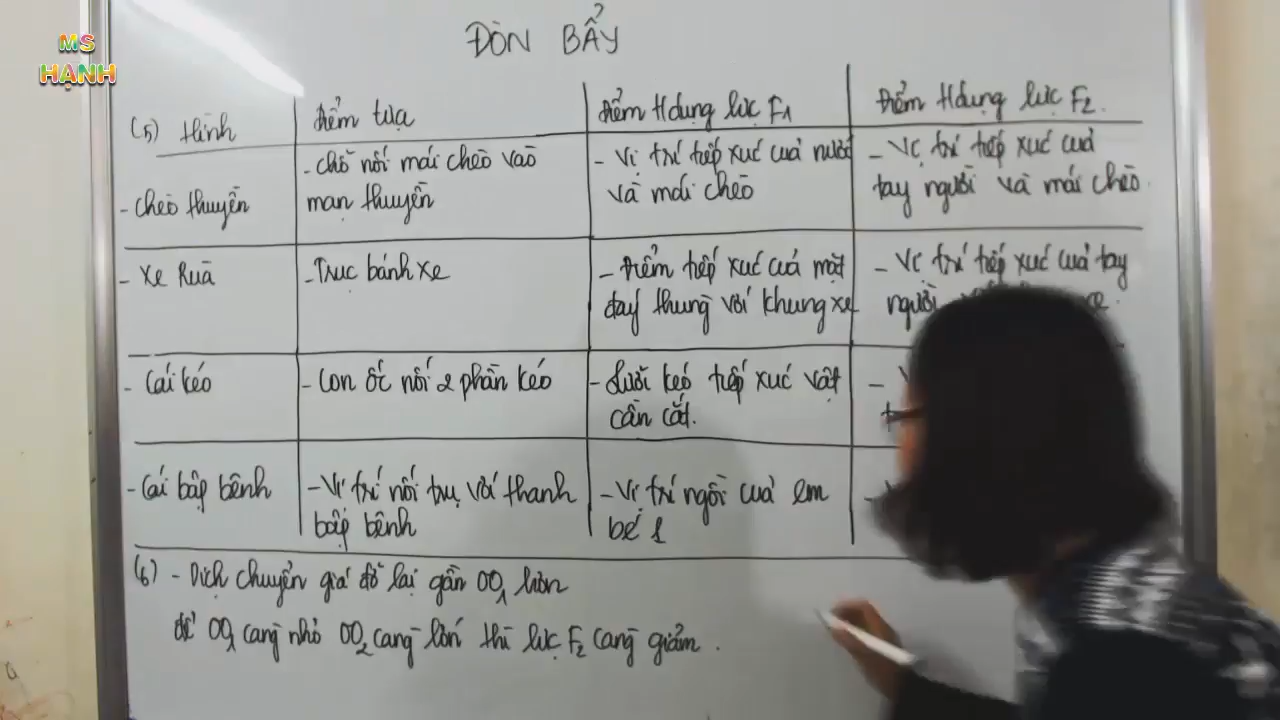 MS
HẠNH
ĐÒN BẨY
(5) Hình
Điểm tựa
Điểm t/dụng lực F1
Điểm t/dụng lực F2.
- chèo thuyền
- chỗ nối mái chèo vào
mạn thuyền
- Vị trí tiếp xúc của nước
và mái chèo
- Vị trí tiếp xúc của
tay người và mái chèo.
- Xe Rùa
- Trục bánh xe
- Điểm tiếp xúc của mặt
đáy thùng với khung xe
- Vị trí tiếp xúc của tay
người
- Cái kéo
- Con ốc nối 2 phần kéo
- Lưỡi kéo tiếp xúc vật
cần cắt.
- Cái bập bênh
- Vị trí nối trụ với thanh
bập bênh
- Vị trí ngồi của em
bé 1
(6) - Dịch chuyển giá đỡ lại gần OO1 hơn
để OO1 càng nhỏ OO2 càng lớn thì lực F2 càng giảm.